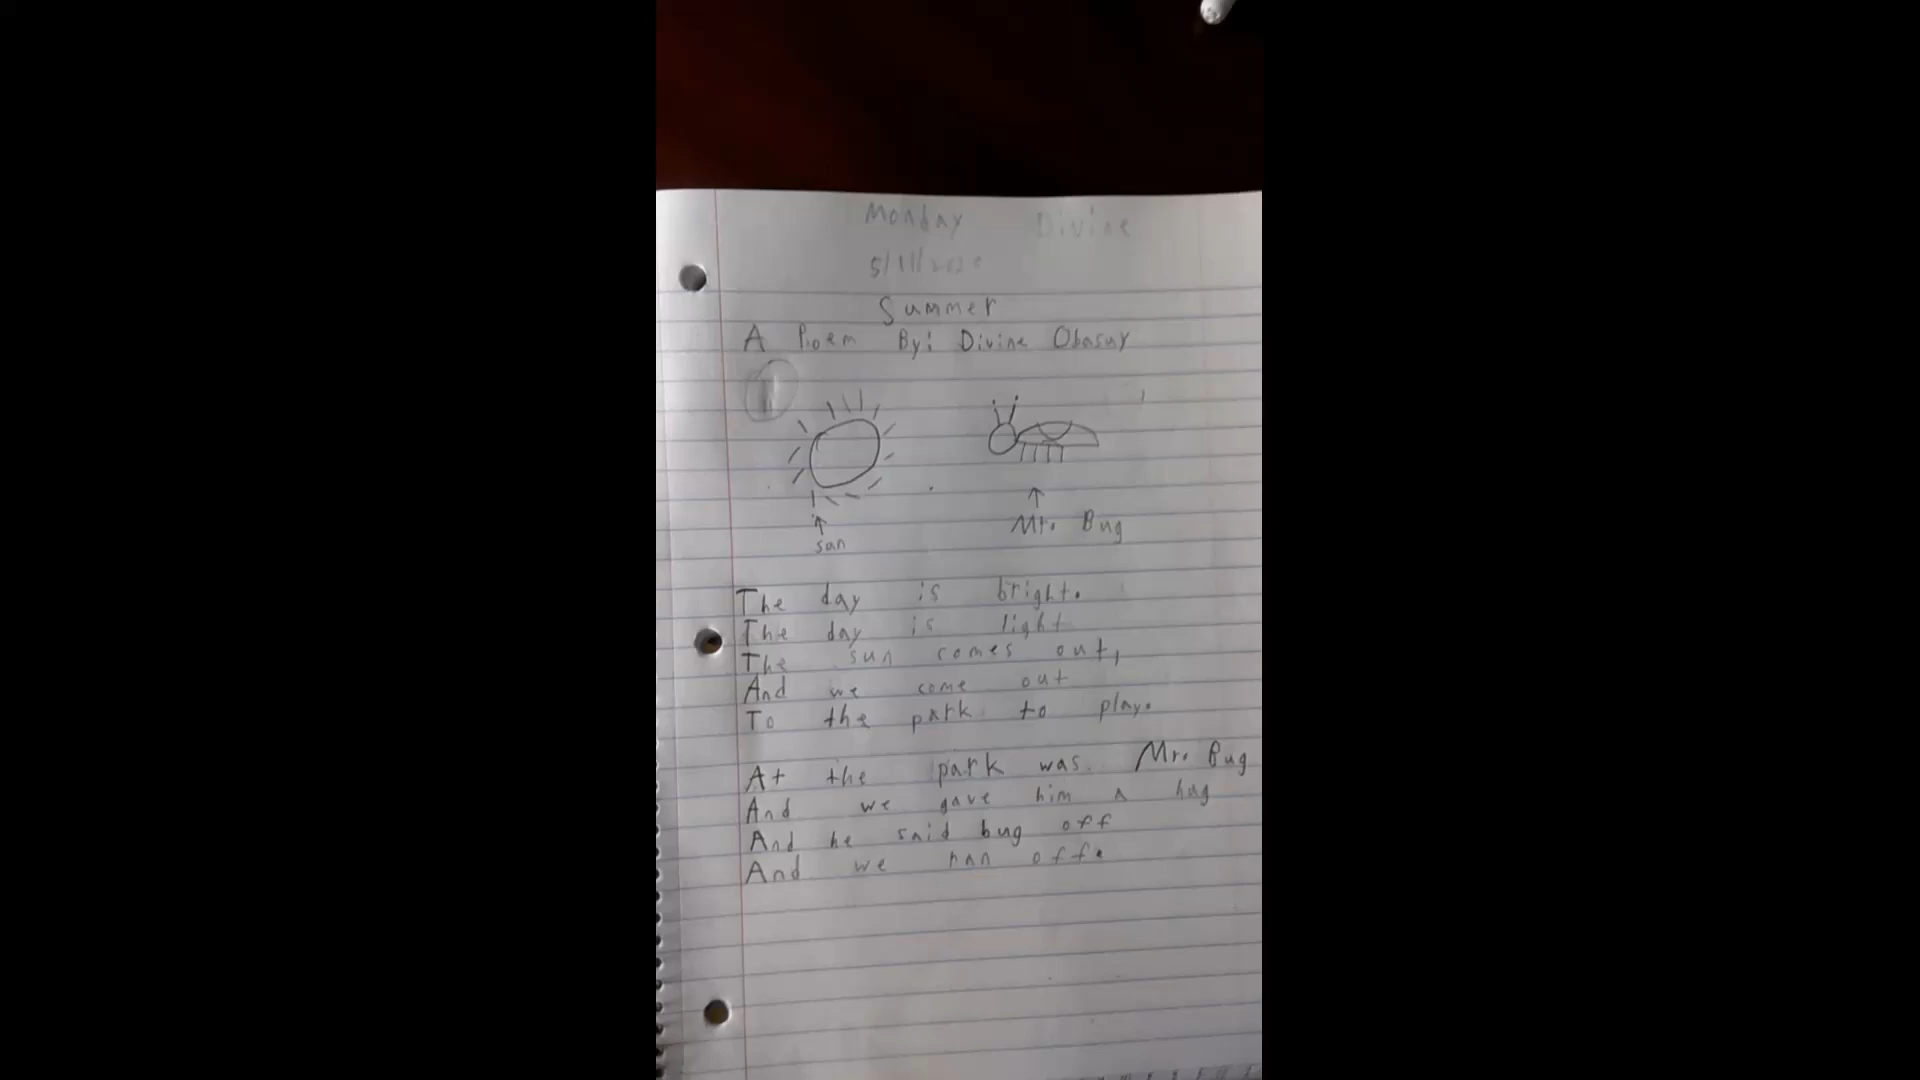 Monday Divine
5/11/2020
Summer
A Poem By: Divine Obasuy
sun
Mr. Bug
The day is bright.
The day is light
The sun comes out,
And we come out
To the park to play.
At the park was Mr. Bug
And we gave him a hug
And he said bug off
And we ran off.